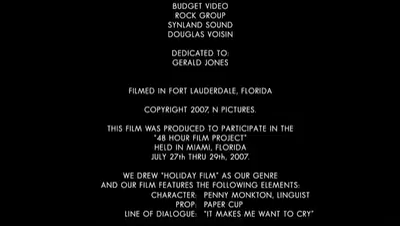 BUDGET VIDEO
ROCK GROUP
SYNLAND SOUND
DOUGLAS VOISIN
DEDICATED TO:
GERALD JONES
FILMED IN FORT LAUDERDALE, FLORIDA
COPYRIGHT 2007, N PICTURES.
THIS FILM WAS PRODUCED TO PARTICIPATE IN THE
"48 HOUR FILM PROJECT"
HELD IN MIAMI, FLORIDA
JULY 27th THRU 29th, 2007.
WE DREW "HOLIDAY FILM" AS OUR GENRE
AND OUR FILM FEATURES THE FOLLOWING ELEMENTS:
CHARACTER: PENNY MONKTON, LINGUIST
PROP: PAPER CUP
LINE OF DIALOGUE: "IT MAKES ME WANT TO CRY"